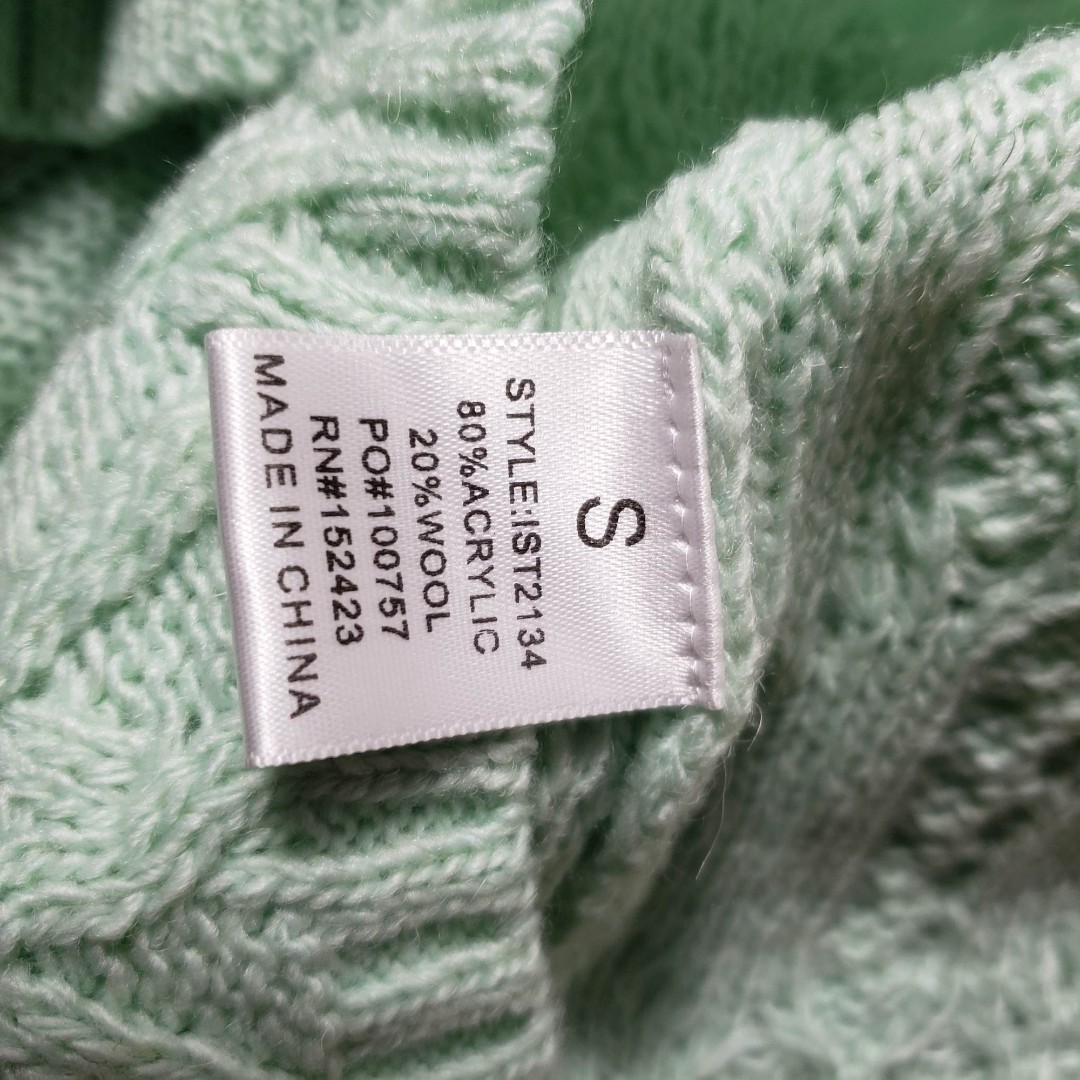 S
STYLE:IST2134
80%ACRYLIC
20%WOOL
PO#100757
RN#152423
MADE IN CHINA